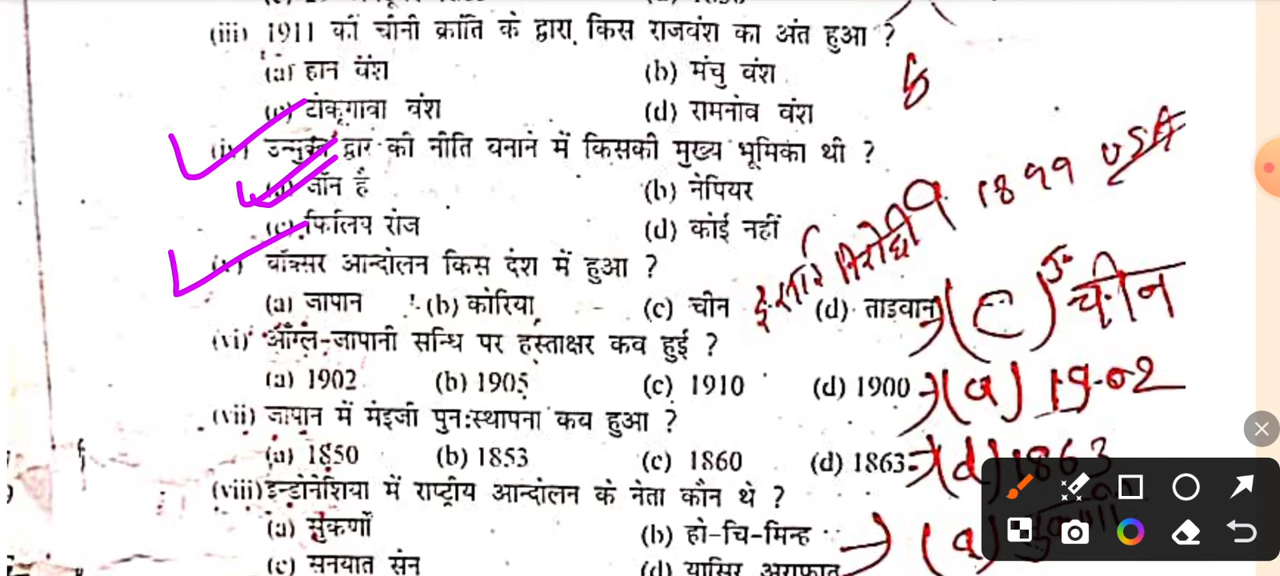 (iii) 1911 की चीनी क्रांति के द्वारा किस राजवंश का अंत हुआ ?
(a) हान वंश (b) मंचु वंश b
(c) टोकूगावा वंश (d) रामनोव वंश
(iv) उन्मुक्त द्वार की नीति बनाने में किसकी मुख्य भूमिका थी ?
(a) जॉन हे (b) नेपियर 1899 USA
(c) फिलिप रोज (d) कोई नहीं
(v) बॉक्सर आन्दोलन किस देश में हुआ ? विरोधी
(a) जापान (b) कोरिया (c) चीन (d) ताइवान (c) चीन
(vi) आँग्ल-जापानी सन्धि पर हस्ताक्षर कब हुई ?
(a) 1902 (b) 1905 (c) 1910 (d) 1900 (a) 1902
(vii) जापान में मेइजी पुन:स्थापना कब हुआ ?
(a) 1850 (b) 1853 (c) 1860 (d) 1863 (d) 1863
(viii) इन्डोनेशिया में राष्ट्रीय आन्दोलन के नेता कौन थे ?
(a) सुकर्णो (b) हो-चि-मिन्ह (a)
(c) सनयात सेन (d) यासिर अराफात